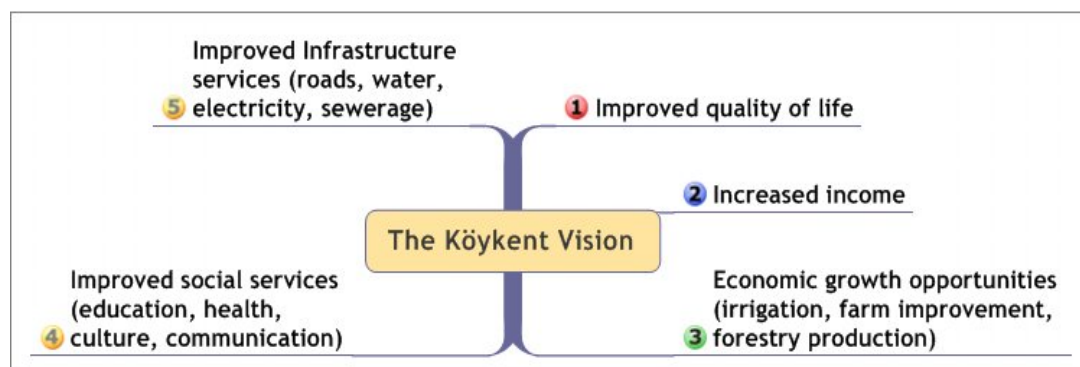 Improved Infrastructure
services (roads, water,
5 electricity, sewerage)
1 Improved quality of life
2 Increased income
The Köykent Vision
Improved social services
(education, health,
4 culture, communication)
Economic growth opportunities
(irrigation, farm improvement,
3 forestry production)